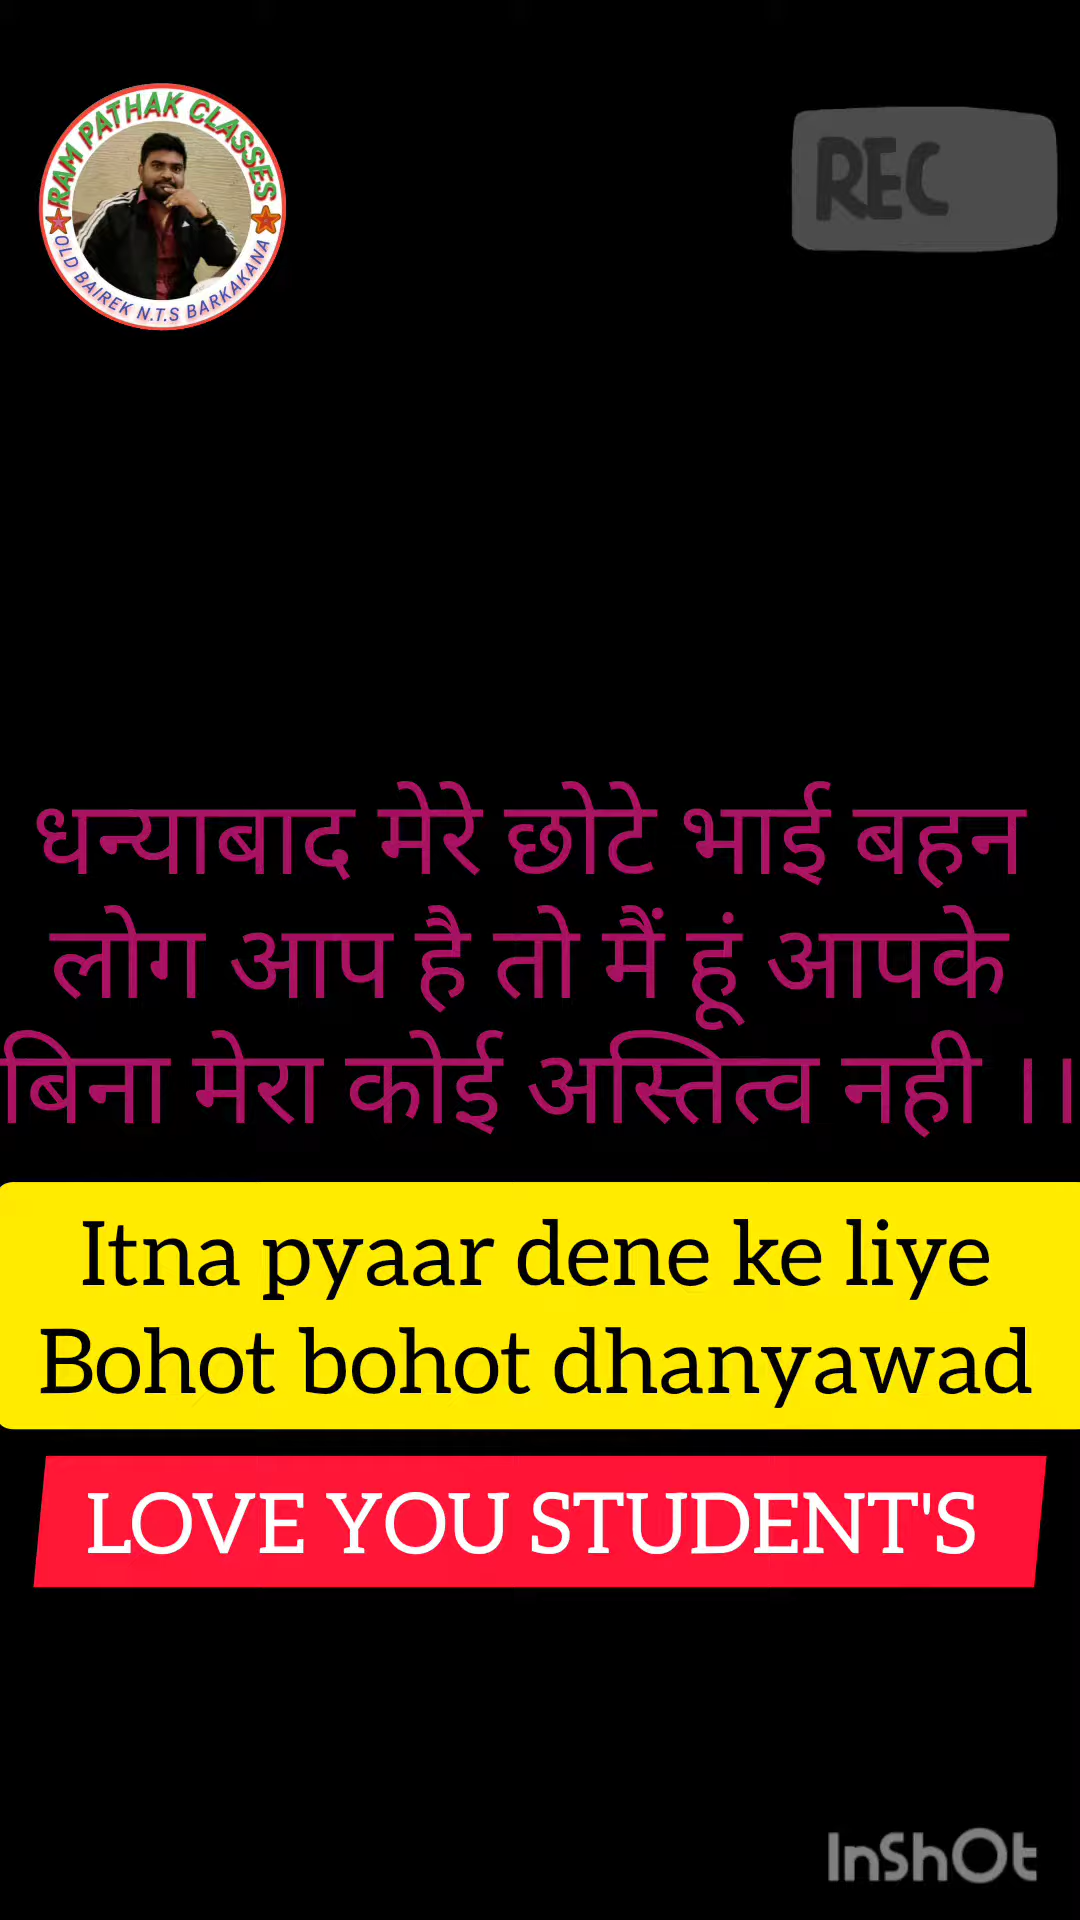 RAM PATHAK CLASSES
OLD BAIREK N.T.S BARKAKANA
REC
धन्याबाद मेरे छोटे भाई बहन
लोग आप है तो मैं हूं आपके
बिना मेरा कोई अस्तित्व नही ।।
Itna pyaar dene ke liye
Bohot bohot dhanyawad
LOVE YOU STUDENT'S
InShOt